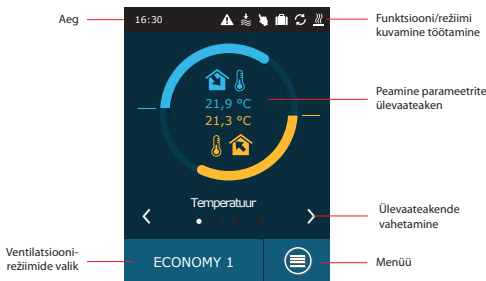 Aeg
16:30
Funktsiooni/režiimi
kuvamine töötamine
Peamine parameetrite
ülevaateaken
21,9 °C
21,3 °C
Temperatuur
Ülevaateakende
vahetamine
Ventilatsiooni-
režiimide valik
ECONOMY 1
Menüü